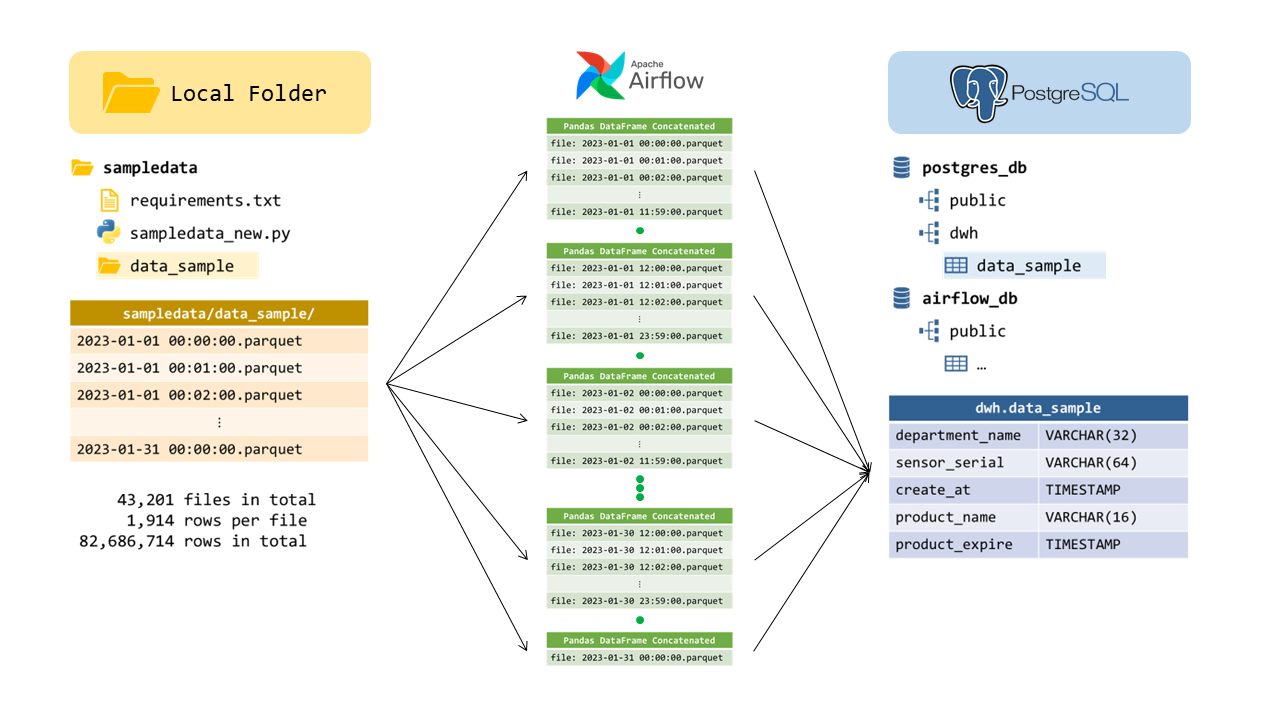 Local Folder
sampledata
requirements.txt
sampledata_new.py
data_sample
sampledata/data_sample/
2023-01-01 00:00:00.parquet
2023-01-01 00:01:00.parquet
2023-01-01 00:02:00.parquet
⋮
2023-01-31 00:00:00.parquet
43,201 files in total
1,914 rows per file
82,686,714 rows in total
Apache
Airflow
Pandas DataFrame Concatenated
file: 2023-01-01 00:00:00.parquet
file: 2023-01-01 00:01:00.parquet
file: 2023-01-01 00:02:00.parquet
⋮
file: 2023-01-01 11:59:00.parquet
Pandas DataFrame Concatenated
file: 2023-01-01 12:00:00.parquet
file: 2023-01-01 12:01:00.parquet
file: 2023-01-01 12:02:00.parquet
⋮
file: 2023-01-01 23:59:00.parquet
Pandas DataFrame Concatenated
file: 2023-01-02 00:00:00.parquet
file: 2023-01-02 00:01:00.parquet
file: 2023-01-02 00:02:00.parquet
⋮
file: 2023-01-02 11:59:00.parquet
Pandas DataFrame Concatenated
file: 2023-01-30 12:00:00.parquet
file: 2023-01-30 12:01:00.parquet
file: 2023-01-30 12:02:00.parquet
⋮
file: 2023-01-30 23:59:00.parquet
Pandas DataFrame Concatenated
file: 2023-01-31 00:00:00.parquet
PostgreSQL
postgres_db
public
dwh
data_sample
airflow_db
public
…
dwh.data_sample
department_name VARCHAR(32)
sensor_serial VARCHAR(64)
create_at TIMESTAMP
product_name VARCHAR(16)
product_expire TIMESTAMP